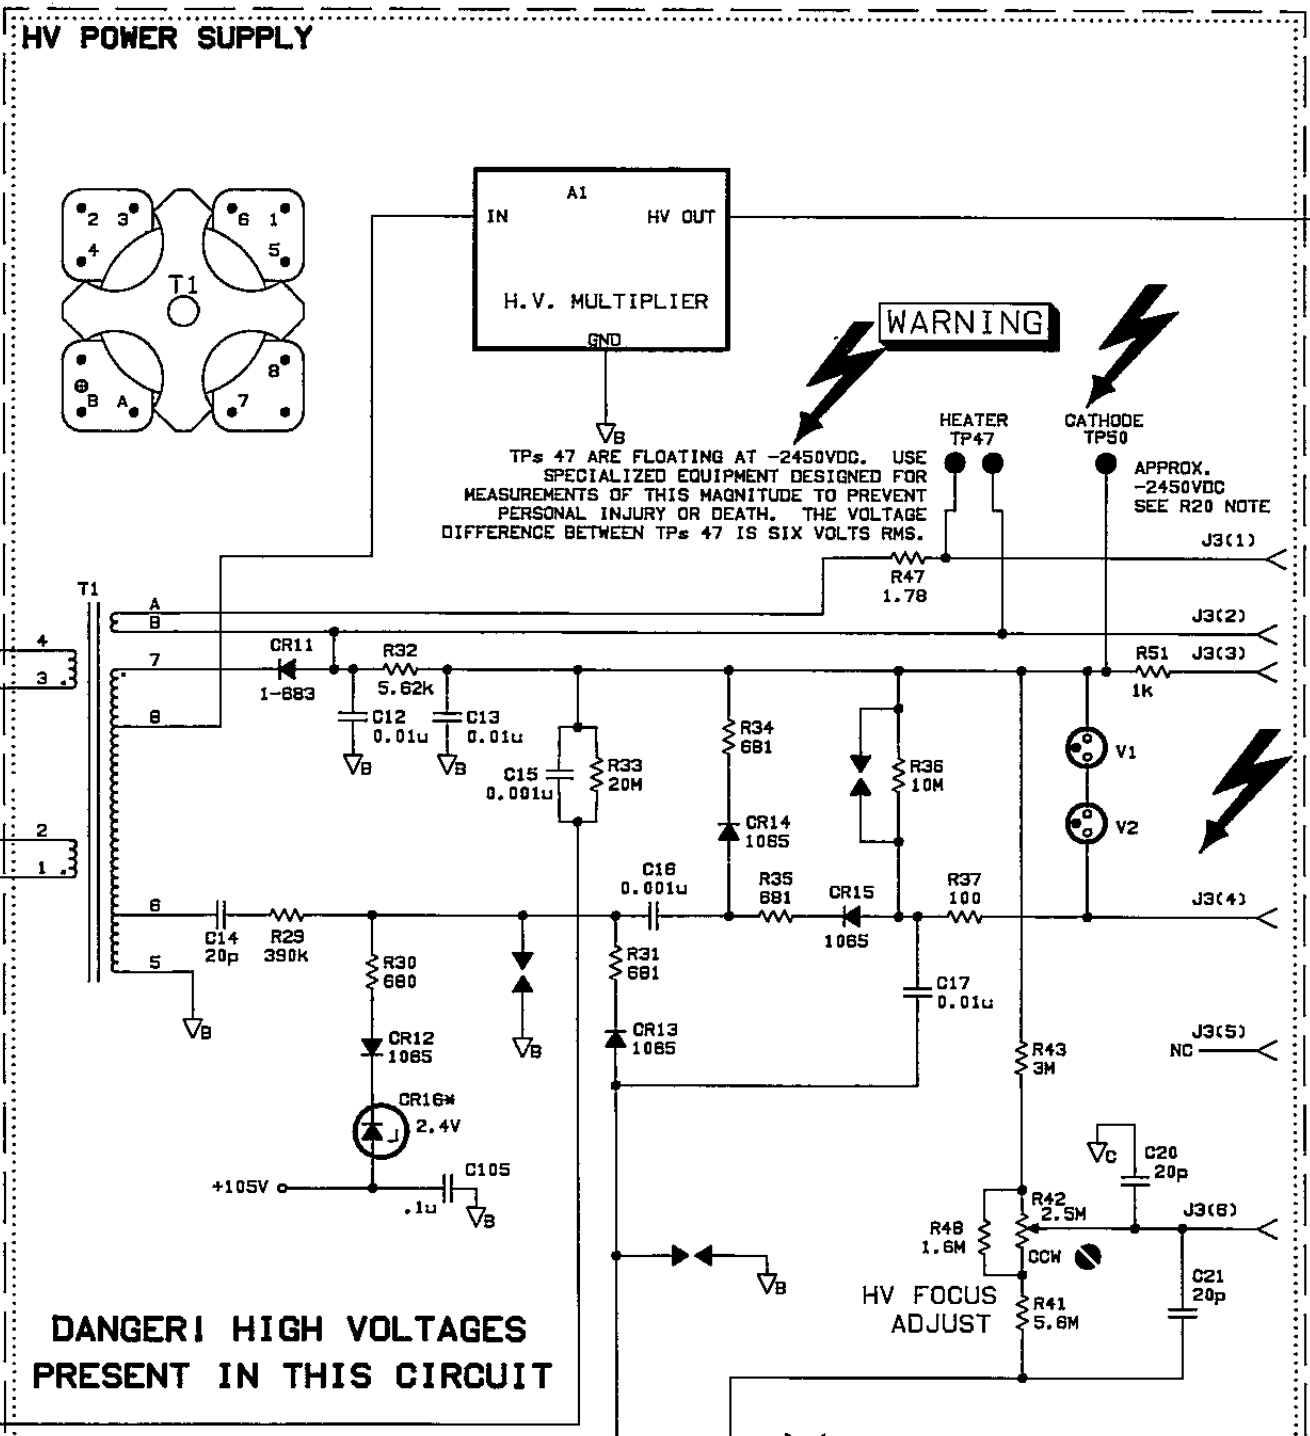 HV POWER SUPPLY
A1
IN
HV OUT
H.V. MULTIPLIER
GND
B
2 3
4
6 1
5
T1
B A
8
7
WARNING
HEATER
TP47
CATHODE
TP50
APPROX.
-2450VDC
SEE R20 NOTE
TPs 47 ARE FLOATING AT -2450VDC. USE
SPECIALIZED EQUIPMENT DESIGNED FOR
MEASUREMENTS OF THIS MAGNITUDE TO PREVENT
PERSONAL INJURY OR DEATH. THE VOLTAGE
DIFFERENCE BETWEEN TPs 47 IS SIX VOLTS RMS.
J3(1)
R47
1.78
T1
A
B
J3(2)
4
3
7
CR11
1-683
R32
5.62k
R51
1k
J3(3)
8
C12
0.01u
B
C13
0.01u
B
C15
0.001u
R33
20M
R34
681
CR14
1065
R36
10M
V1
V2
2
1
6
C14
20p
R29
390k
C16
0.001u
R35
681
CR15
1065
R37
100
J3(4)
5
B
R30
680
CR12
1065
B
R31
681
CR13
1065
C17
0.01u
R43
3M
J3(5)
NC
CR16*
2.4V
+105V
C105
.1u
B
C
C20
20p
R42
2.5M
R48
1.6M
CCW
J3(6)
B
HV FOCUS
ADJUST
R41
5.6M
C21
20p
DANGER! HIGH VOLTAGES
PRESENT IN THIS CIRCUIT